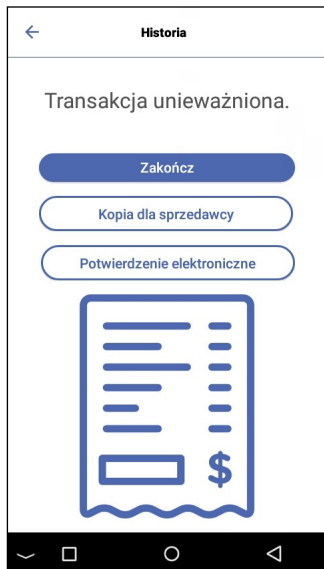 Historia
Transakcja unieważniona.
Zakończ
Kopia dla sprzedawcy
Potwierdzenie elektroniczne
$